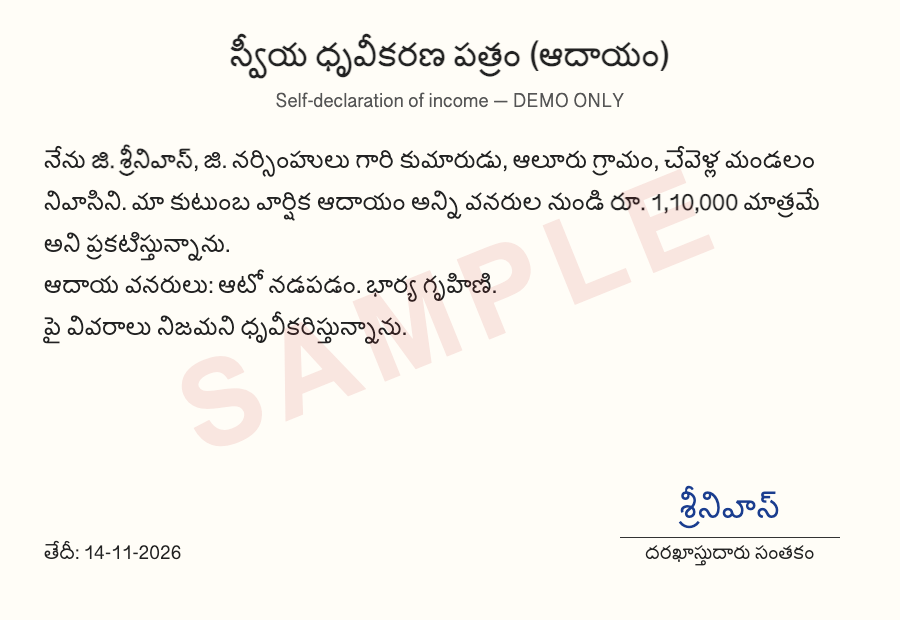 స్వీయ ధృవీకరణ పత్రం (ఆదాయం)
Self-declaration of income — DEMO ONLY
నేను జి. శ్రీనివాస్, జి. నర్సింహులు గారి కుమారుడు, ఆలూరు గ్రామం, చేవెళ్ల మండలం
నివాసిని. మా కుటుంబ వార్షిక ఆదాయం అన్ని వనరుల నుండి రూ. 1,10,000 మాత్రమే
అని ప్రకటిస్తున్నాను.
ఆదాయ వనరులు: ఆటో నడపడం. భార్య గృహిణి.
పై వివరాలు నిజమని ధృవీకరిస్తున్నాను.
SAMPLE
శ్రీనివాస్
తేదీ: 14-11-2026
దరఖాస్తుదారు సంతకం